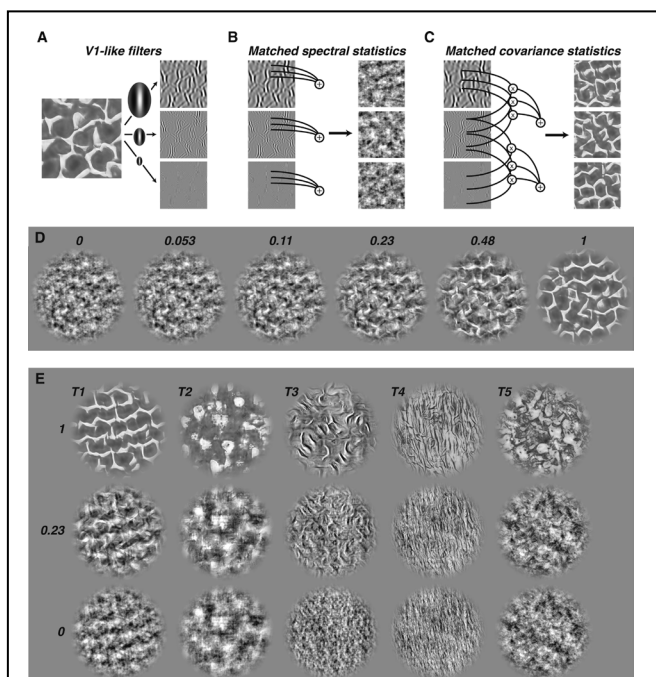 A V1-like filters
B Matched spectral statistics
C Matched covariance statistics
+
+
+
x
x
x
x
x
x
+
+
D
0 0.053 0.11 0.23 0.48 1
E
T1 T2 T3 T4 T5
1
0.23
0